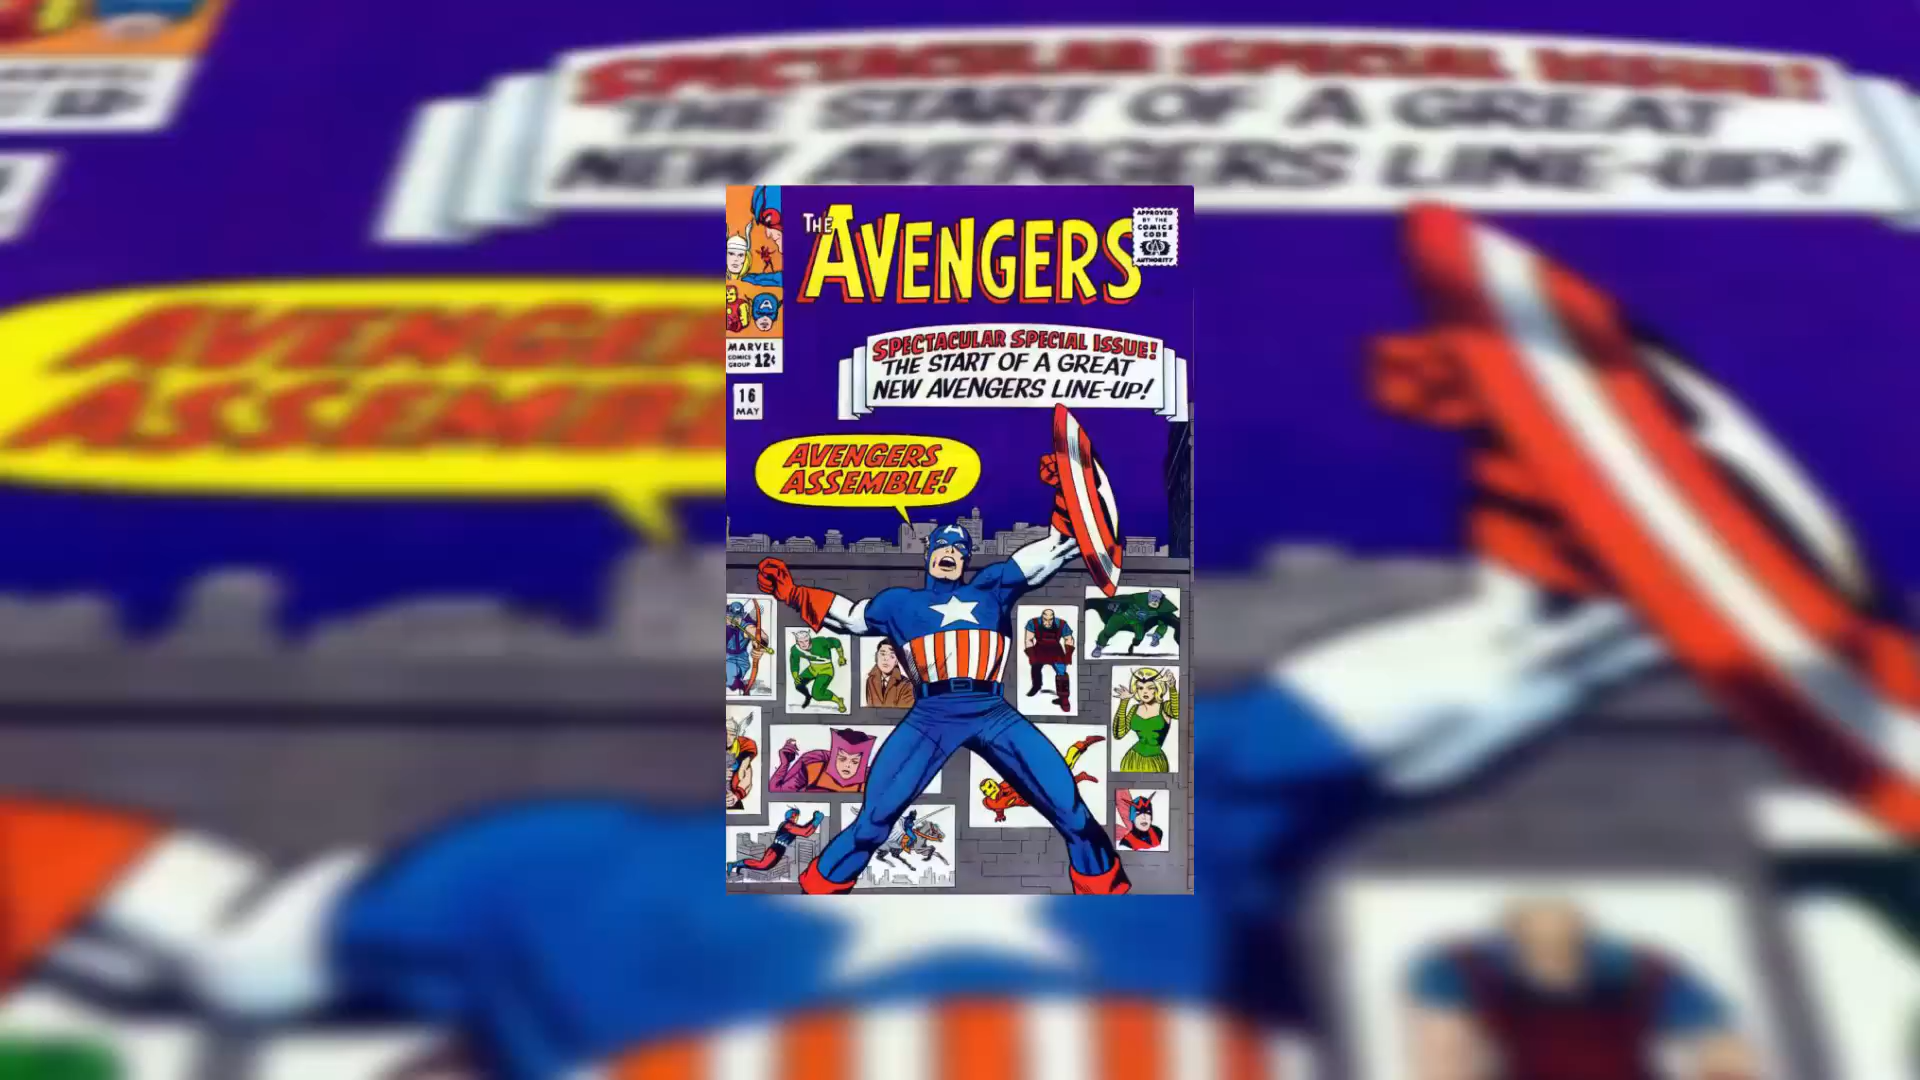 THE
AVENGERS
APPROVED
BY THE
COMICS
CODE
CA
AUTHORITY
MARVEL
COMICS
GROUP 12¢
16
MAY
SPECTACULAR SPECIAL ISSUE!
THE START OF A GREAT
NEW AVENGERS LINE-UP!
AVENGERS
ASSEMBLE!
A